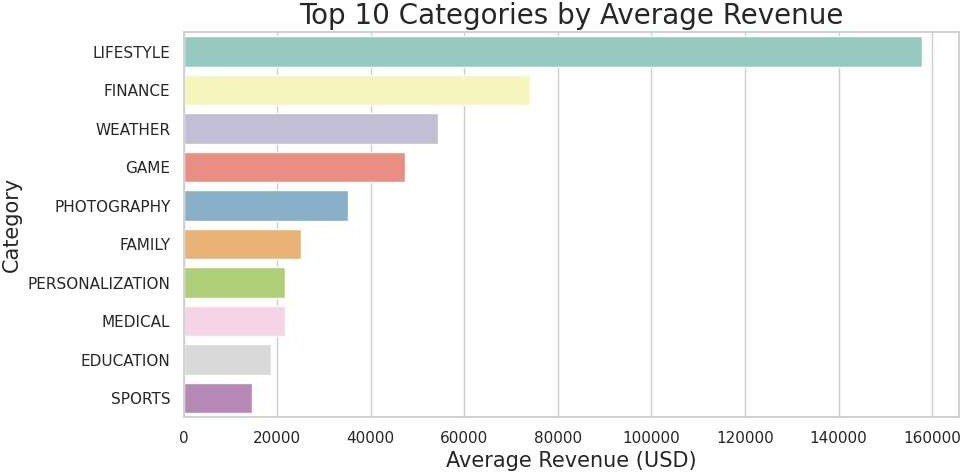 Top 10 Categories by Average Revenue
Category
LIFESTYLE
FINANCE
WEATHER
GAME
PHOTOGRAPHY
FAMILY
PERSONALIZATION
MEDICAL
EDUCATION
SPORTS
0 20000 40000 60000 80000 100000 120000 140000 160000
Average Revenue (USD)